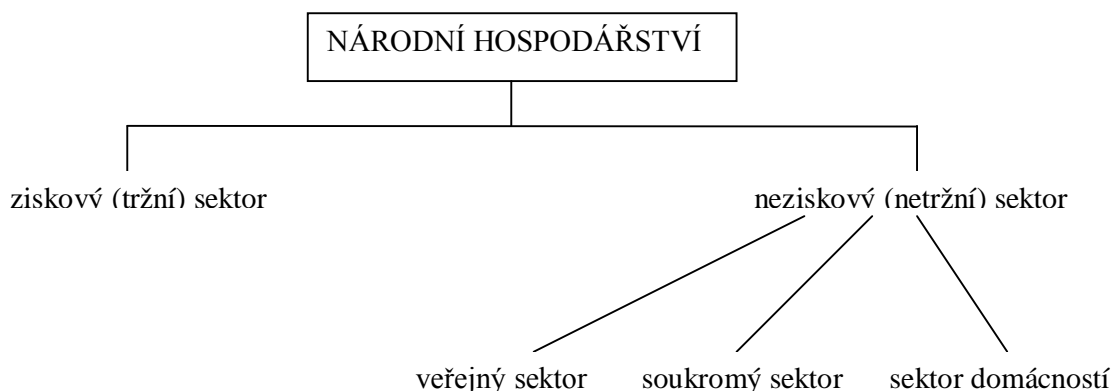 NÁRODNÍ HOSPODÁŘSTVÍ
ziskový (tržní) sektor neziskový (netržní) sektor
veřejný sektor soukromý sektor sektor domácností